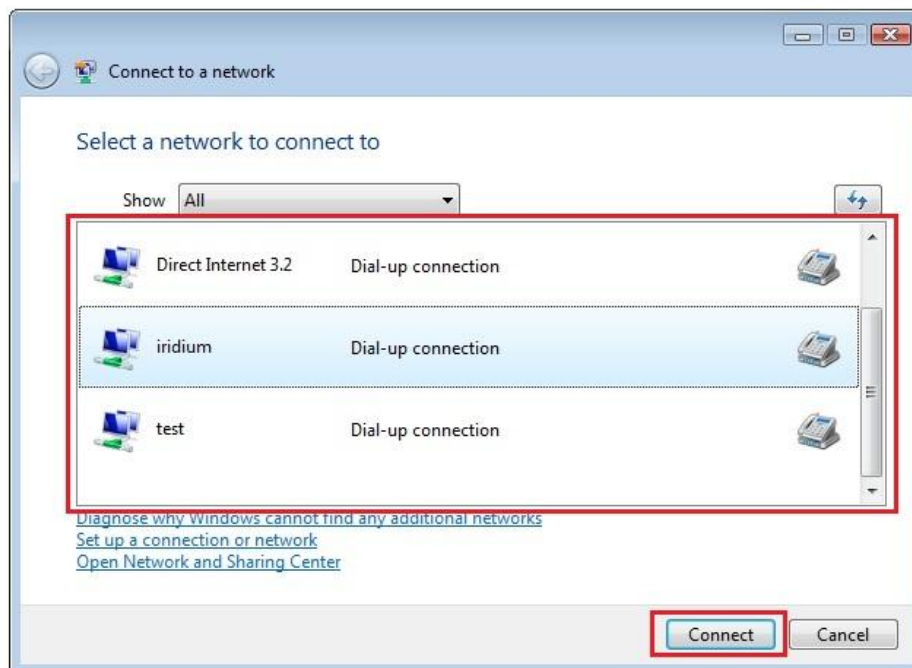 Connect to a network
Select a network to connect to
Show All
Direct Internet 3.2 Dial-up connection
iridium Dial-up connection
test Dial-up connection
Diagnose why Windows cannot find any additional networks
Set up a connection or network
Open Network and Sharing Center
Connect Cancel